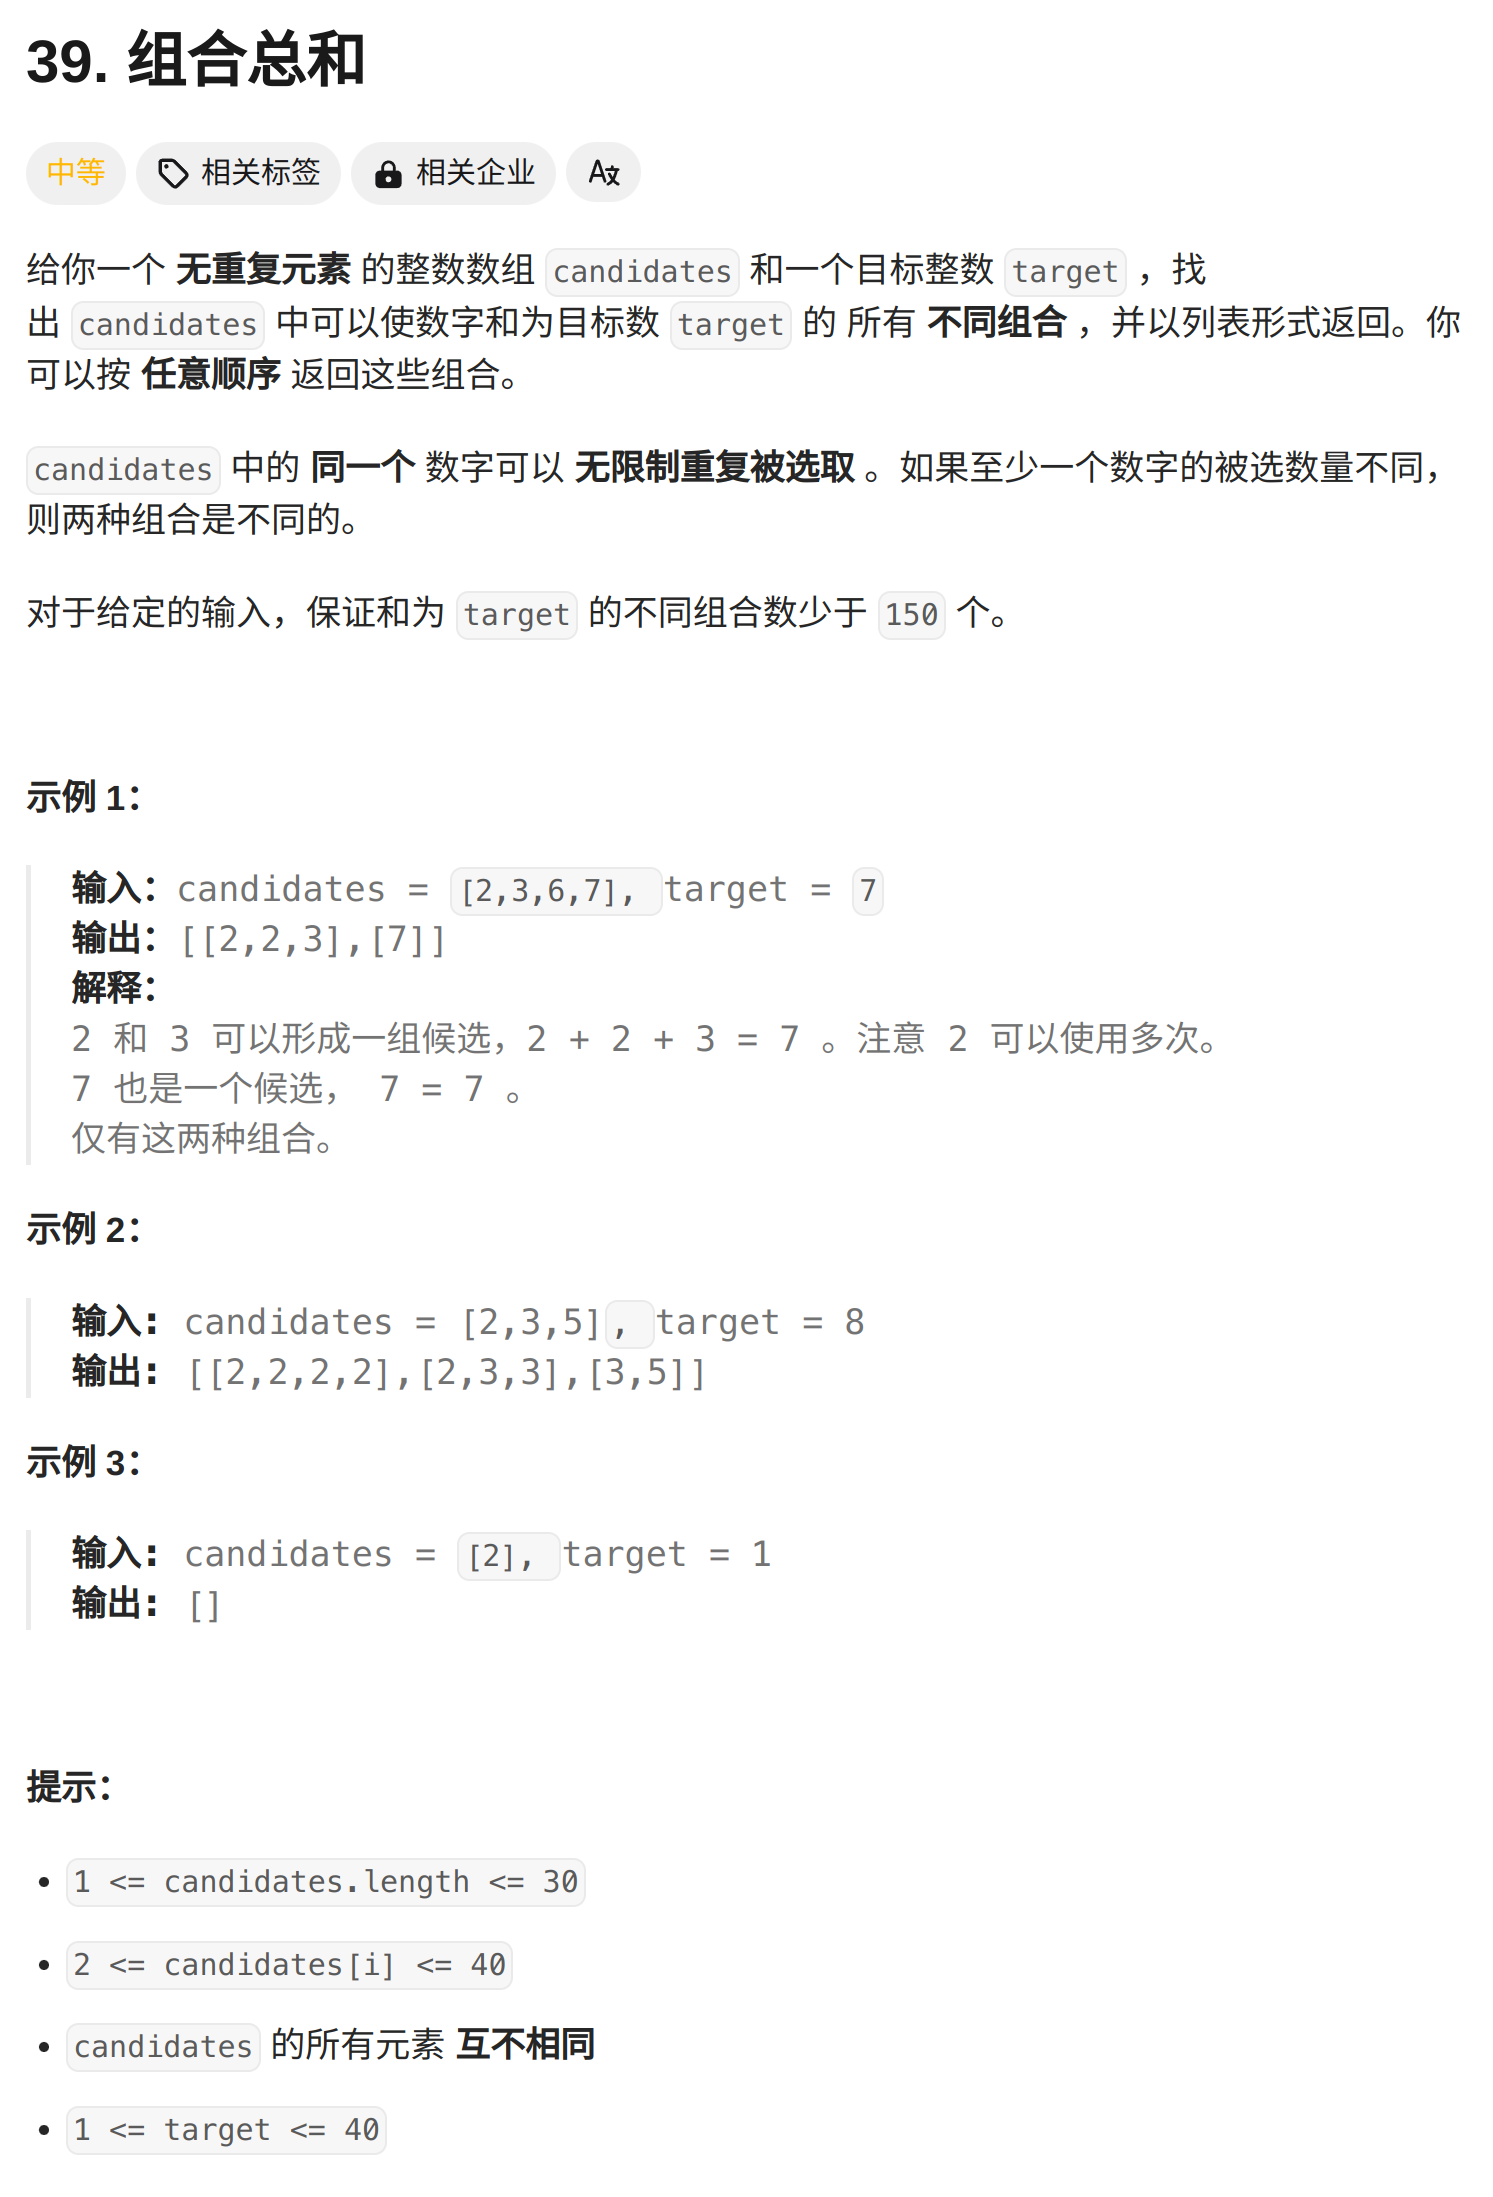 39. 组合总和
中等 相关标签 相关企业
给你一个 无重复元素 的整数数组 candidates 和一个目标整数 target ，找
出 candidates 中可以使数字和为目标数 target 的 所有 不同组合 ，并以列表形式返回。你
可以按 任意顺序 返回这些组合。
candidates 中的 同一个 数字可以 无限制重复被选取 。如果至少一个数字的被选数量不同，
则两种组合是不同的。
对于给定的输入，保证和为 target 的不同组合数少于 150 个。
示例 1：
输入：candidates = [2,3,6,7], target = 7
输出：[[2,2,3],[7]]
解释：
2 和 3 可以形成一组候选，2 + 2 + 3 = 7 。注意 2 可以使用多次。
7 也是一个候选， 7 = 7 。
仅有这两种组合。
示例 2：
输入: candidates = [2,3,5], target = 8
输出: [[2,2,2,2],[2,3,3],[3,5]]
示例 3：
输入: candidates = [2], target = 1
输出: []
提示：
1 <= candidates.length <= 30
2 <= candidates[i] <= 40
candidates 的所有元素 互不相同
1 <= target <= 40